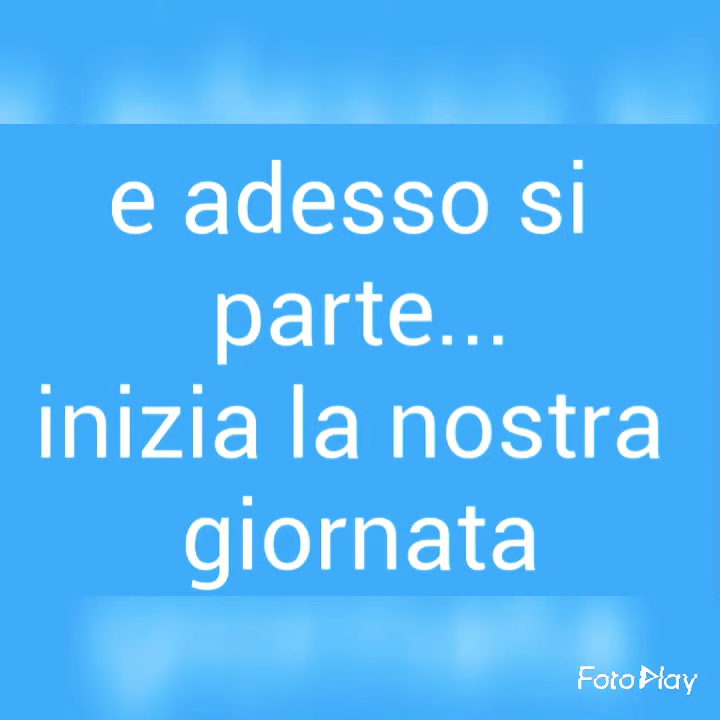 e adesso si
parte...
inizia la nostra
giornata
FotoPlay